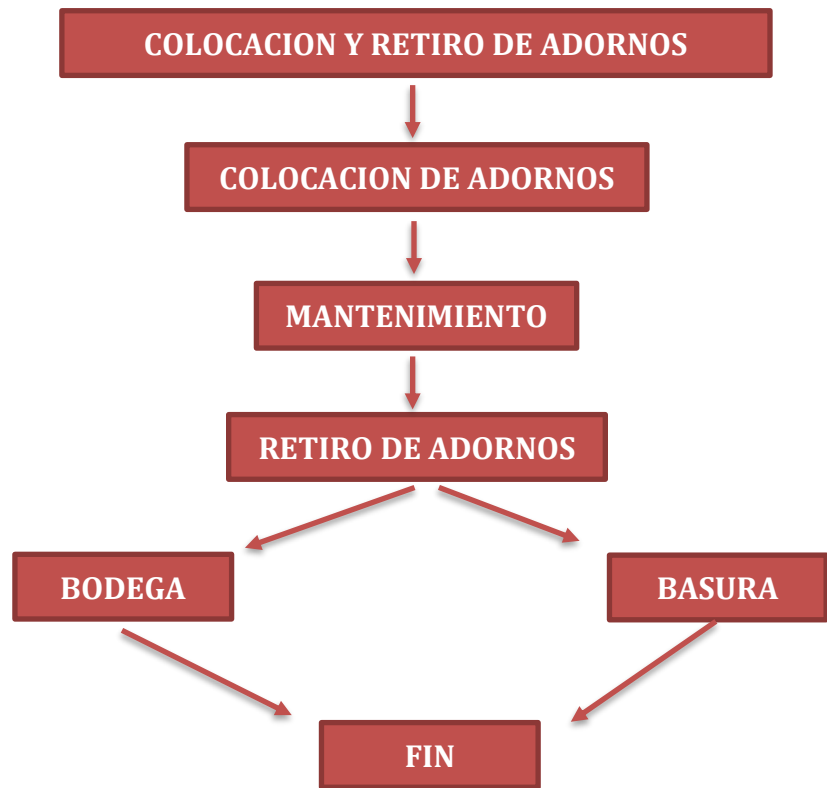 COLOCACION Y RETIRO DE ADORNOS
COLOCACION DE ADORNOS
MANTENIMIENTO
RETIRO DE ADORNOS
BODEGA
BASURA
FIN